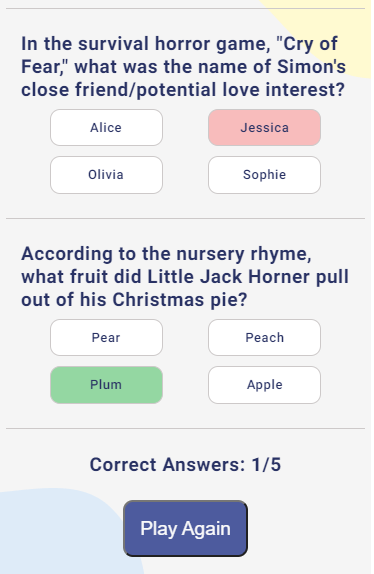 In the survival horror game, "Cry of
Fear," what was the name of Simon's
close friend/potential love interest?
Alice
Jessica
Olivia
Sophie
According to the nursery rhyme,
what fruit did Little Jack Horner pull
out of his Christmas pie?
Pear
Peach
Plum
Apple
Correct Answers: 1/5
Play Again